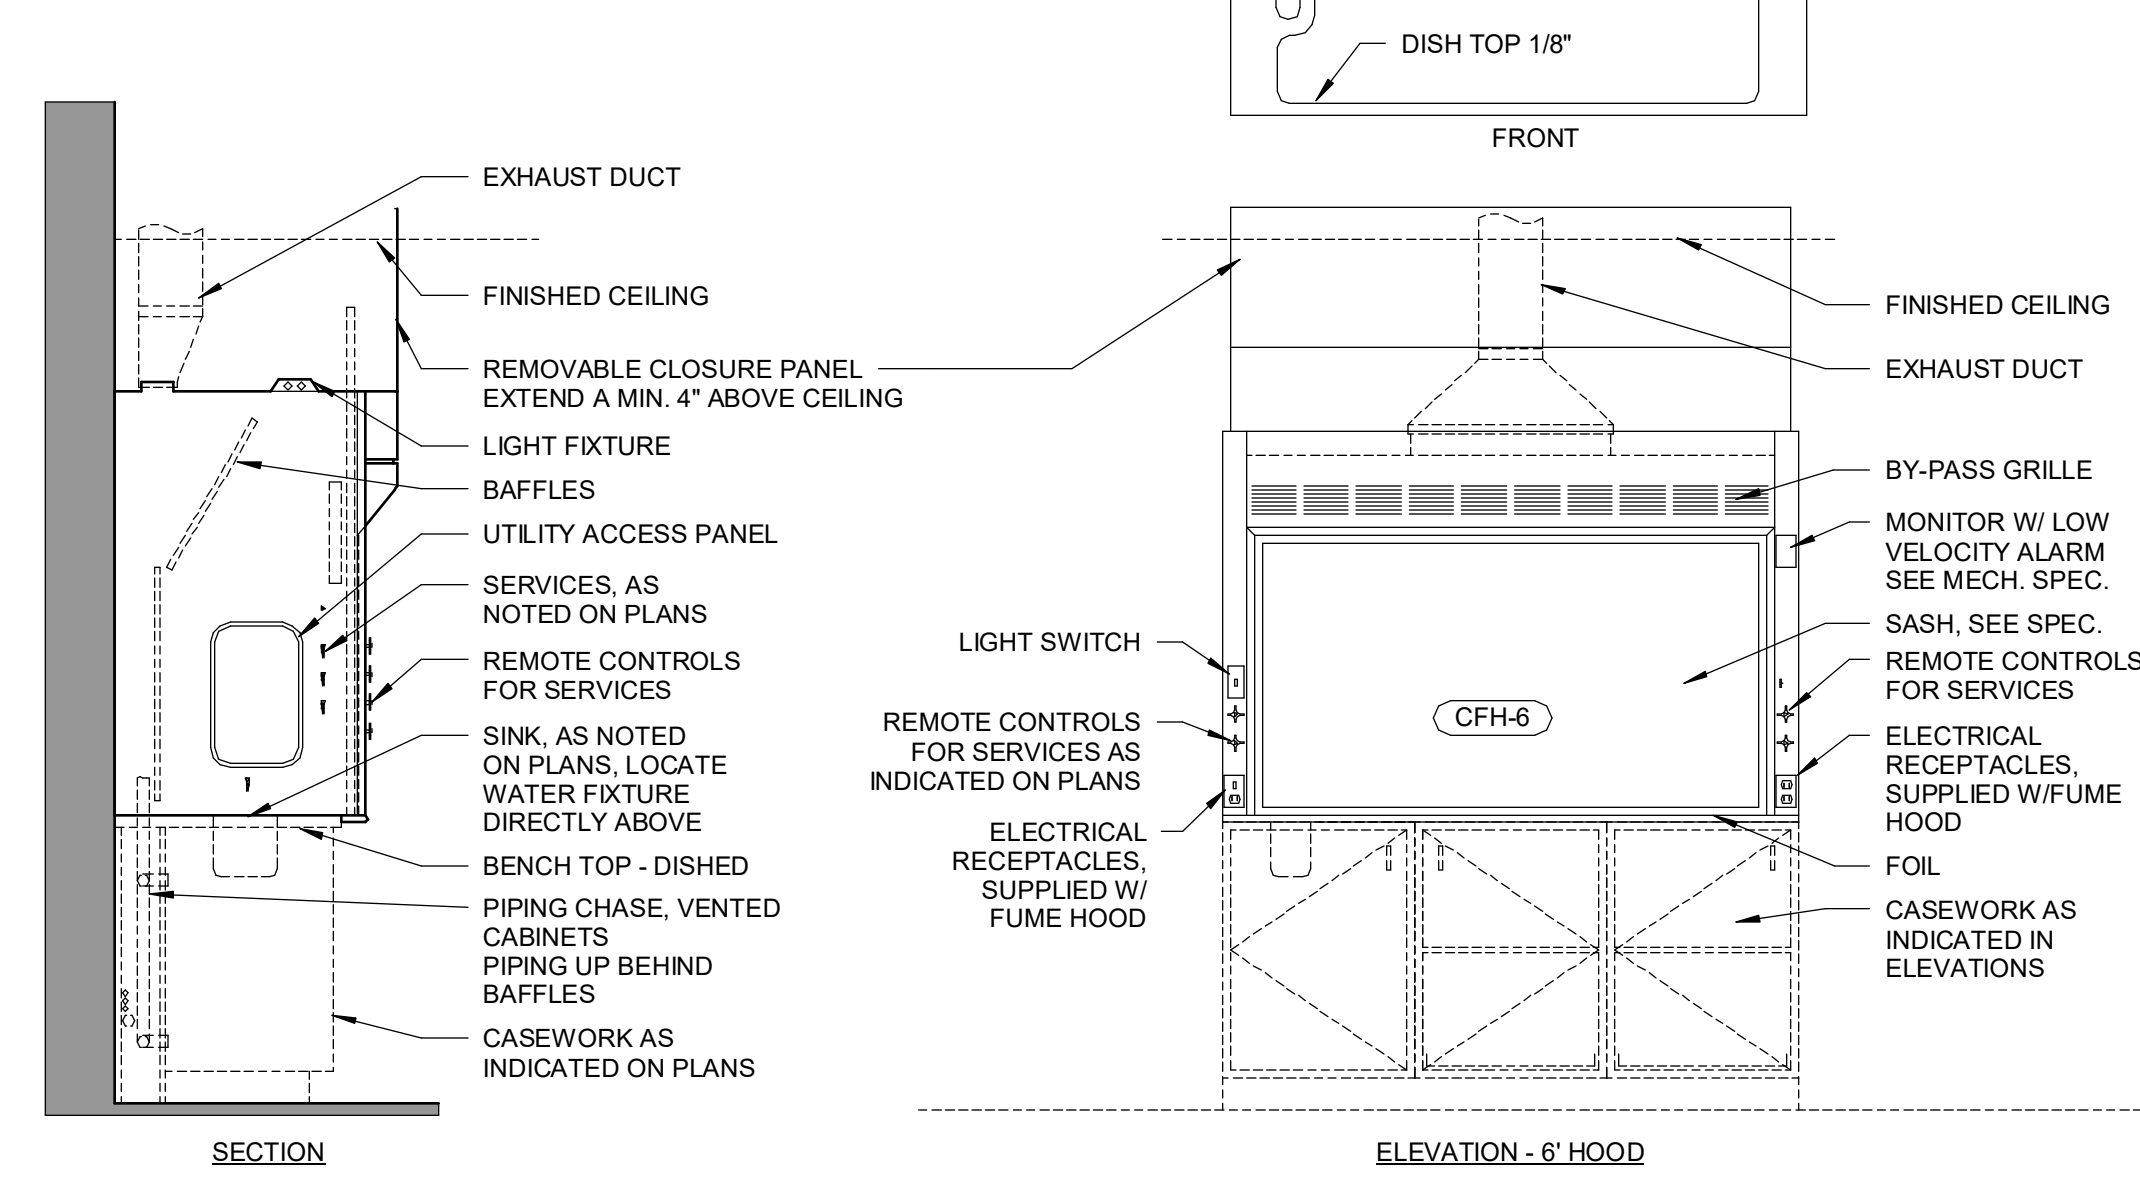 DISH TOP 1/8"
FRONT
EXHAUST DUCT
FINISHED CEILING
REMOVABLE CLOSURE PANEL
EXTEND A MIN. 4" ABOVE CEILING
LIGHT FIXTURE
BAFFLES
UTILITY ACCESS PANEL
SERVICES, AS
NOTED ON PLANS
REMOTE CONTROLS
FOR SERVICES
SINK, AS NOTED
ON PLANS, LOCATE
WATER FIXTURE
DIRECTLY ABOVE
BENCH TOP - DISHED
PIPING CHASE, VENTED
CABINETS
PIPING UP BEHIND
BAFFLES
CASEWORK AS
INDICATED ON PLANS
SECTION
LIGHT SWITCH
REMOTE CONTROLS
FOR SERVICES AS
INDICATED ON PLANS
ELECTRICAL
RECEPTACLES,
SUPPLIED W/
FUME HOOD
CFH-6
FINISHED CEILING
EXHAUST DUCT
BY-PASS GRILLE
MONITOR W/ LOW
VELOCITY ALARM
SEE MECH. SPEC.
SASH, SEE SPEC.
REMOTE CONTROLS
FOR SERVICES
ELECTRICAL
RECEPTACLES,
SUPPLIED W/FUME
HOOD
FOIL
CASEWORK AS
INDICATED IN
ELEVATIONS
ELEVATION - 6' HOOD